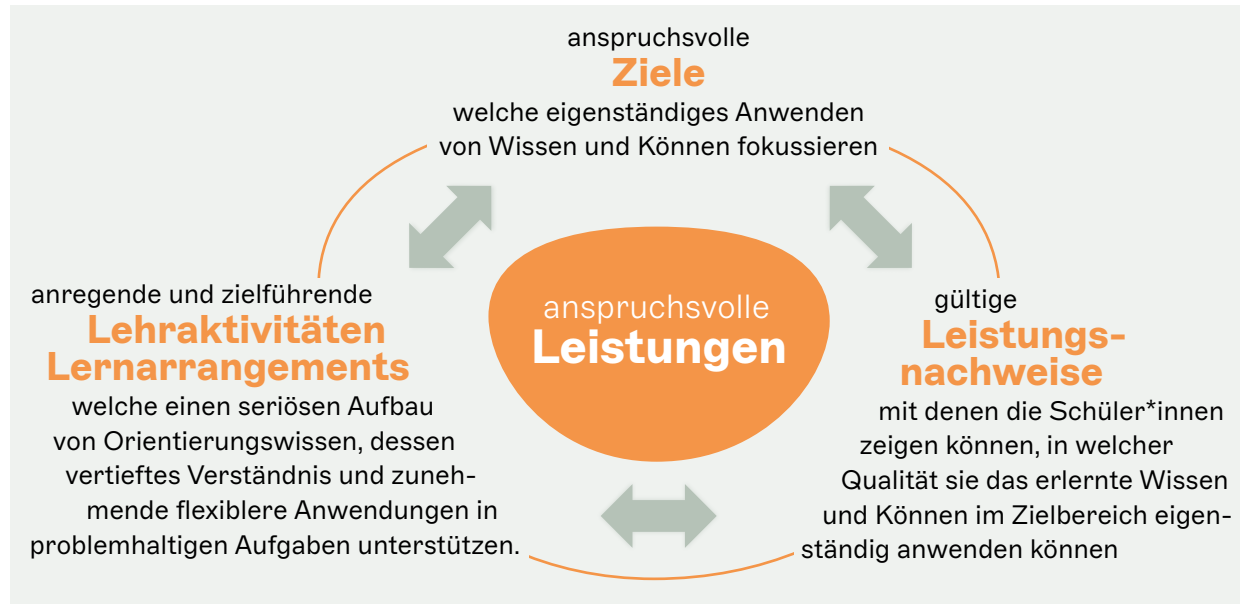 anspruchsvolle
Ziele
welche eigenständiges Anwenden
von Wissen und Können fokussieren
anregende und zielführende
Lehraktivitäten
Lernarrangements
welche einen seriösen Aufbau
von Orientierungswissen, dessen
vertieftes Verständnis und zuneh-
mende flexiblere Anwendungen in
problemhaltigen Aufgaben unterstützen.
anspruchsvolle
Leistungen
gültige
Leistungs-
nachweise
mit denen die Schüler*innen
zeigen können, in welcher
Qualität sie das erlernte Wissen
und Können im Zielbereich eigen-
ständig anwenden können